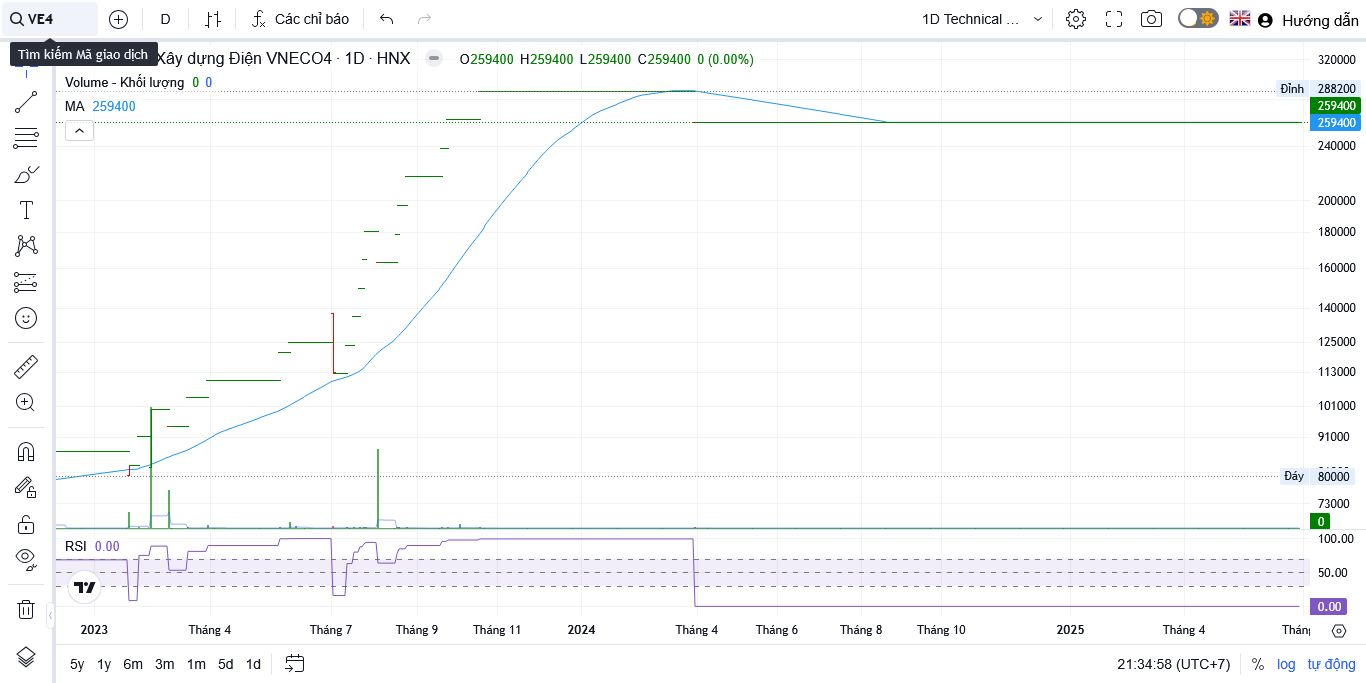 VE4 D Các chỉ báo 1D Technical ... Hướng dẫn
Tìm kiếm Mã giao dịch Xây dựng Điện VNECO4 · 1D · HNX O259400 H259400 L259400 C259400 0 (0.00%)
Volume - Khối lượng 0 0
MA 259400
320000
Đỉnh 288200
259400
259400
240000
200000
180000
160000
140000
125000
113000
101000
91000
Đáy 80000
73000
0
RSI 0.00
100.00
50.00
0.00
2023 Tháng 4 Tháng 7 Tháng 9 Tháng 11 2024 Tháng 4 Tháng 6 Tháng 8 Tháng 10 2025 Tháng 4 Tháng
5y 1y 6m 3m 1m 5d 1d 21:34:58 (UTC+7) % log tự động